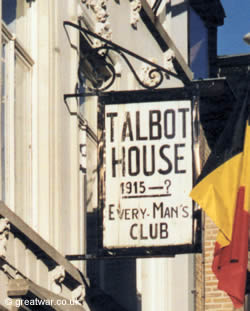 TALBOT
HOUSE
1915—?
EVERY-MAN'S
CLUB
© greatwar.co.uk